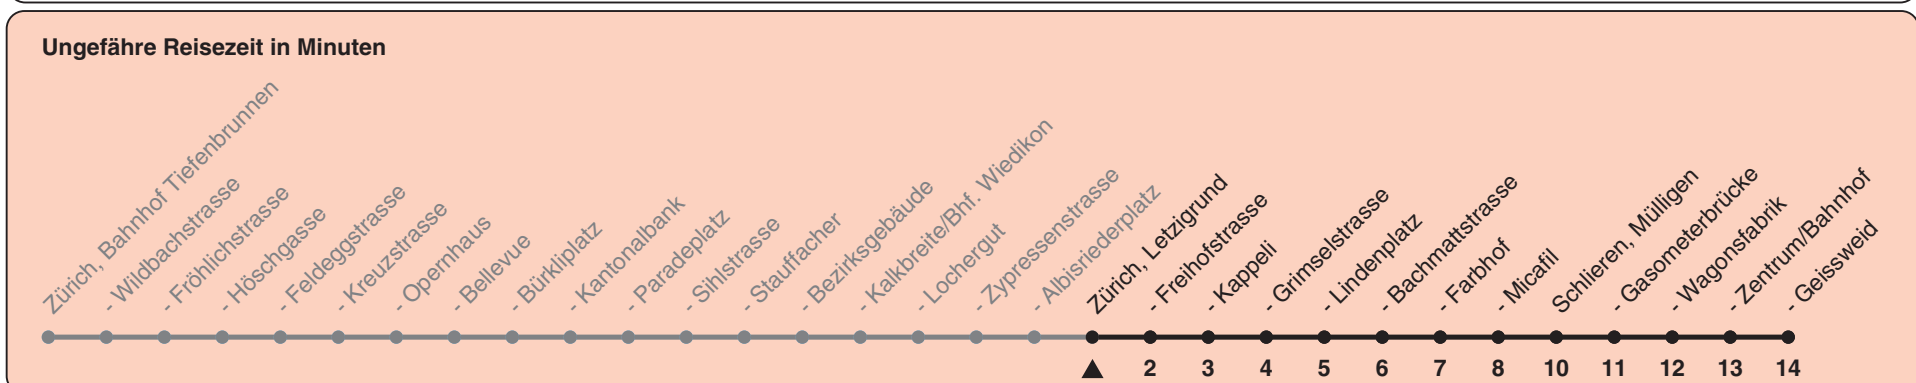 Ungefähre Reisezeit in Minuten
Zürich, Bahnhof Tiefenbrunnen
- Wildbachstrasse
- Fröhlichstrasse
- Höschgasse
- Feldeggstrasse
- Kreuzstrasse
- Opernhaus
- Bellevue
- Bürkliplatz
- Kantonalbank
- Paradeplatz
- Sihlstrasse
- Stauffacher
- Bezirksgebäude
- Kalkbreite/Bhf. Wiedikon
- Lochergut
- Zypressenstrasse
- Albisriederplatz
Zürich, Letzigrund
- Freihofstrasse
- Kappeli
- Grimselstrasse
- Lindenplatz
- Bachmattstrasse
- Farbhof
- Micafil
Schlieren, Mülligen
- Gasometerbrücke
- Wagonsfabrik
- Zentrum/Bahnhof
- Geissweid
2 3 4 5 6 7 8 10 11 12 13 14